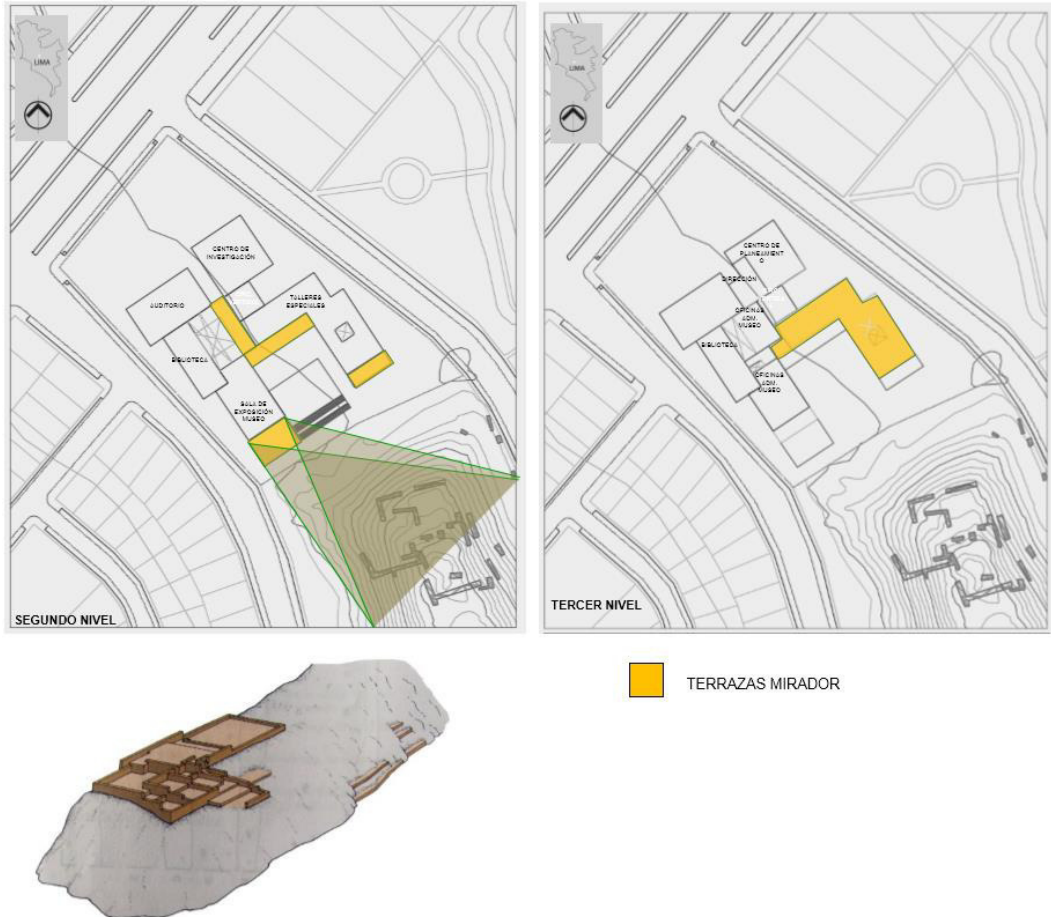 LIMA
CENTRO DE
INVESTIGACIÓN
AUDITORIO
TALLERES
ESPECIALES
BIBLIOTECA
SALA DE
EXPOSICIÓN
MUSEO
SEGUNDO NIVEL
LIMA
CENTRO DE
PLANEAMIENT
O
DIRECCIÓN
OFICINAS
ADM.
MUSEO
BIBLIOTECA
OFICINAS
ADM.
MUSEO
TERCER NIVEL
TERRAZAS MIRADOR